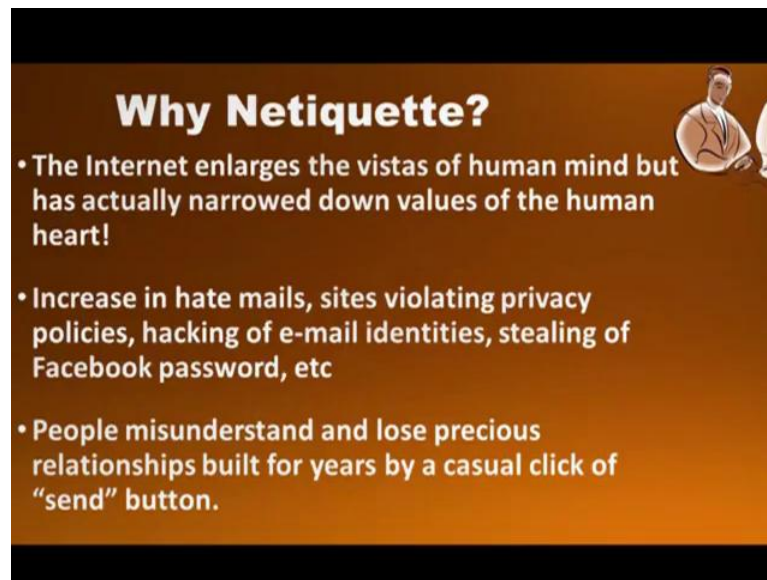 Why Netiquette?
• The Internet enlarges the vistas of human mind but
has actually narrowed down values of the human
heart!
• Increase in hate mails, sites violating privacy
policies, hacking of e-mail identities, stealing of
Facebook password, etc
• People misunderstand and lose precious
relationships built for years by a casual click of
“send” button.